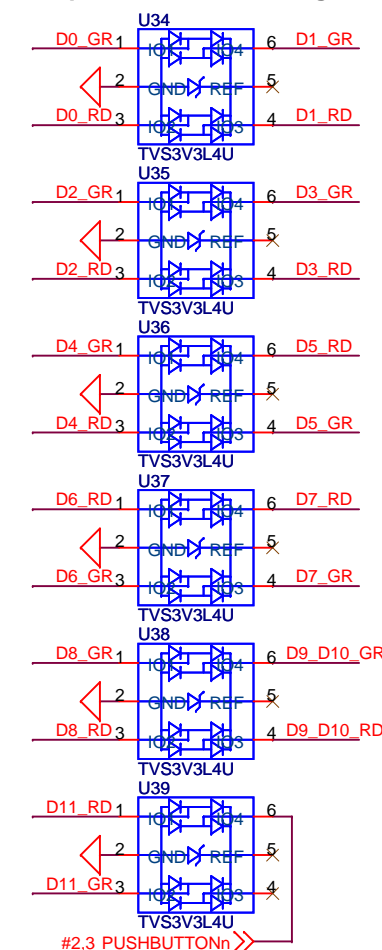 U34
D0_GR 1 IO1 IO4 6 D1_GR
2 GND REF 5
D0_RD 3 IO2 IO3 4 D1_RD
TVS3V3L4U
U35
D2_GR 1 IO1 IO4 6 D3_GR
2 GND REF 5
D2_RD 3 IO2 IO3 4 D3_RD
TVS3V3L4U
U36
D4_GR 1 IO1 IO4 6 D5_RD
2 GND REF 5
D4_RD 3 IO2 IO3 4 D5_GR
TVS3V3L4U
U37
D6_RD 1 IO1 IO4 6 D7_RD
2 GND REF 5
D6_GR 3 IO2 IO3 4 D7_GR
TVS3V3L4U
U38
D8_GR 1 IO1 IO4 6 D9_D10_GR
2 GND REF 5
D8_RD 3 IO2 IO3 4 D9_D10_RD
TVS3V3L4U
U39
D11_RD 1 IO1 IO4 6
2 GND REF 5
D11_GR 3 IO2 IO3 4
TVS3V3L4U
#2,3 PUSHBUTTONn